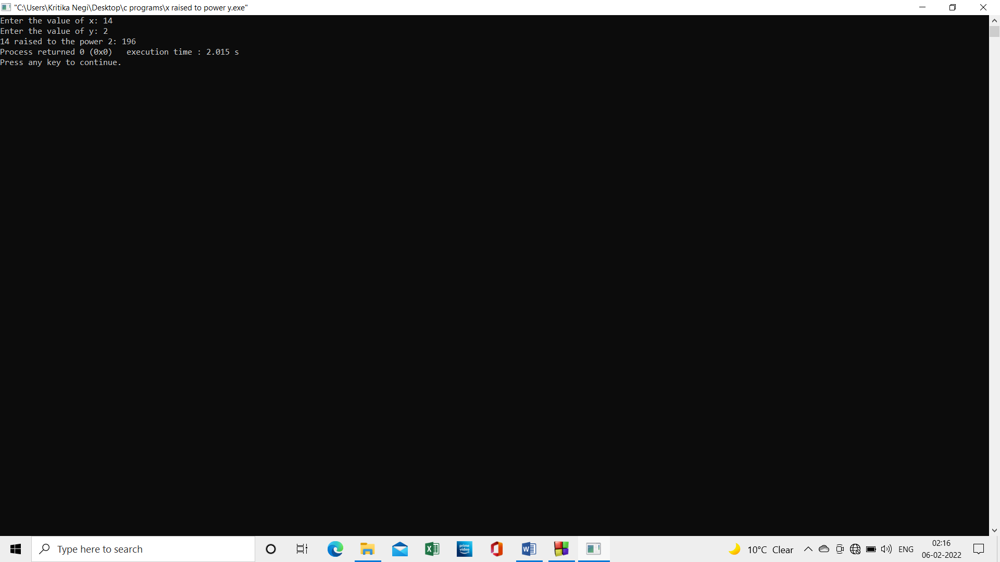 "C:\Users\Kritika Negi\Desktop\c programs\x raised to power y.exe"
Enter the value of x: 14
Enter the value of y: 2
14 raised to the power 2: 196
Process returned 0 (0x0)   execution time : 2.015 s
Press any key to continue.
Type here to search
prime video
10°C Clear
ENG
02:16
06-02-2022